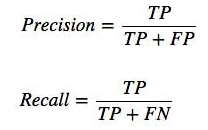 Precision = TP / TP + FP
Recall = TP / TP + FN